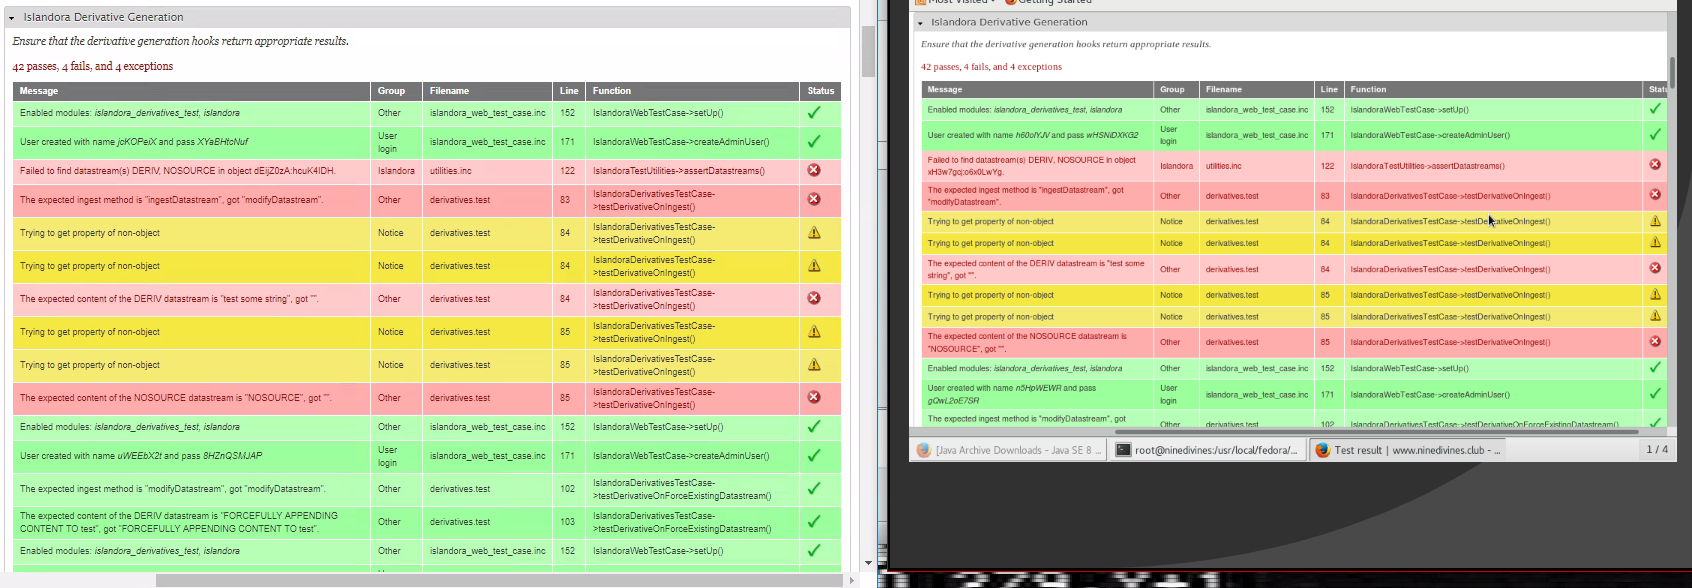 Islandora Derivative Generation
Ensure that the derivative generation hooks return appropriate results.
42 passes, 4 fails, and 4 exceptions
Message Group Filename Line Function Status
Enabled modules: islandora_derivatives_test, islandora Other islandora_web_test_case.inc 152 IslandoraWebTestCase->setUp()
User created with name jcKOPeiX and pass XYaBHtcNuf User login islandora_web_test_case.inc 171 IslandoraWebTestCase->createAdminUser()
Failed to find datastream(s) DERIV, NOSOURCE in object dEijZ0zA:hcuK4IDH. Islandora utilities.inc 122 IslandoraTestUtilities->assertDatastreams()
The expected ingest method is "ingestDatastream", got "modifyDatastream". Other derivatives.test 83 IslandoraDerivativesTestCase-
>testDerivativeOnIngest()
Trying to get property of non-object Notice derivatives.test 84 IslandoraDerivativesTestCase-
>testDerivativeOnIngest()
Trying to get property of non-object Notice derivatives.test 84 IslandoraDerivativesTestCase-
>testDerivativeOnIngest()
The expected content of the DERIV datastream is "test some string", got "". Other derivatives.test 84 IslandoraDerivativesTestCase-
>testDerivativeOnIngest()
Trying to get property of non-object Notice derivatives.test 85 IslandoraDerivativesTestCase-
>testDerivativeOnIngest()
Trying to get property of non-object Notice derivatives.test 85 IslandoraDerivativesTestCase-
>testDerivativeOnIngest()
The expected content of the NOSOURCE datastream is "NOSOURCE", got "". Other derivatives.test 85 IslandoraDerivativesTestCase-
>testDerivativeOnIngest()
Enabled modules: islandora_derivatives_test, islandora Other islandora_web_test_case.inc 152 IslandoraWebTestCase->setUp()
User created with name uWEEbX2t and pass 8HZnQSMJAP User login islandora_web_test_case.inc 171 IslandoraWebTestCase->createAdminUser()
The expected ingest method is "modifyDatastream", got "modifyDatastream". Other derivatives.test 102 IslandoraDerivativesTestCase-
>testDerivativeOnForceExistingDatastream()
The expected content of the DERIV datastream is "FORCEFULLY APPENDING
CONTENT TO test", got "FORCEFULLY APPENDING CONTENT TO test". Other derivatives.test 103 IslandoraDerivativesTestCase-
>testDerivativeOnForceExistingDatastream()
Enabled modules: islandora_derivatives_test, islandora Other islandora_web_test_case.inc 152 IslandoraWebTestCase->setUp()
Most Visited Getting Started
Islandora Derivative Generation
Ensure that the derivative generation hooks return appropriate results.
42 passes, 4 fails, and 4 exceptions
Message Group Filename Line Function Statu
Enabled modules: islandora_derivatives_test, islandora Other islandora_web_test_case.inc 152 IslandoraWebTestCase->setUp()
User created with name h60oIYJV and pass wHSNiDXKG2 User login islandora_web_test_case.inc 171 IslandoraWebTestCase->createAdminUser()
Failed to find datastream(s) DERIV, NOSOURCE in object
xH3w7gq:o6x0LwYg. Islandora utilities.inc 122 IslandoraTestUtilities->assertDatastreams()
The expected ingest method is "ingestDatastream", got
"modifyDatastream". Other derivatives.test 83 IslandoraDerivativesTestCase->testDerivativeOnIngest()
Trying to get property of non-object Notice derivatives.test 84 IslandoraDerivativesTestCase->testDerivativeOnIngest()
Trying to get property of non-object Notice derivatives.test 84 IslandoraDerivativesTestCase->testDerivativeOnIngest()
The expected content of the DERIV datastream is "test some
string", got "". Other derivatives.test 84 IslandoraDerivativesTestCase->testDerivativeOnIngest()
Trying to get property of non-object Notice derivatives.test 85 IslandoraDerivativesTestCase->testDerivativeOnIngest()
Trying to get property of non-object Notice derivatives.test 85 IslandoraDerivativesTestCase->testDerivativeOnIngest()
The expected content of the NOSOURCE datastream is
"NOSOURCE", got "". Other derivatives.test 85 IslandoraDerivativesTestCase->testDerivativeOnIngest()
Enabled modules: islandora_derivatives_test, islandora Other islandora_web_test_case.inc 152 IslandoraWebTestCase->setUp()
User created with name n5HpWEWR and pass
gQwL2oE7SR User login islandora_web_test_case.inc 171 IslandoraWebTestCase->createAdminUser()
The expected ingest method is "modifyDatastream", got Other derivatives.test 102 IslandoraDerivativesTestCase->testDerivativeOnForceExistingDatastream()
[Java Archive Downloads - Java SE 8 ... root@ninedivines:/usr/local/fedora/... Test result | www.ninedivines.club - ... 1 / 4